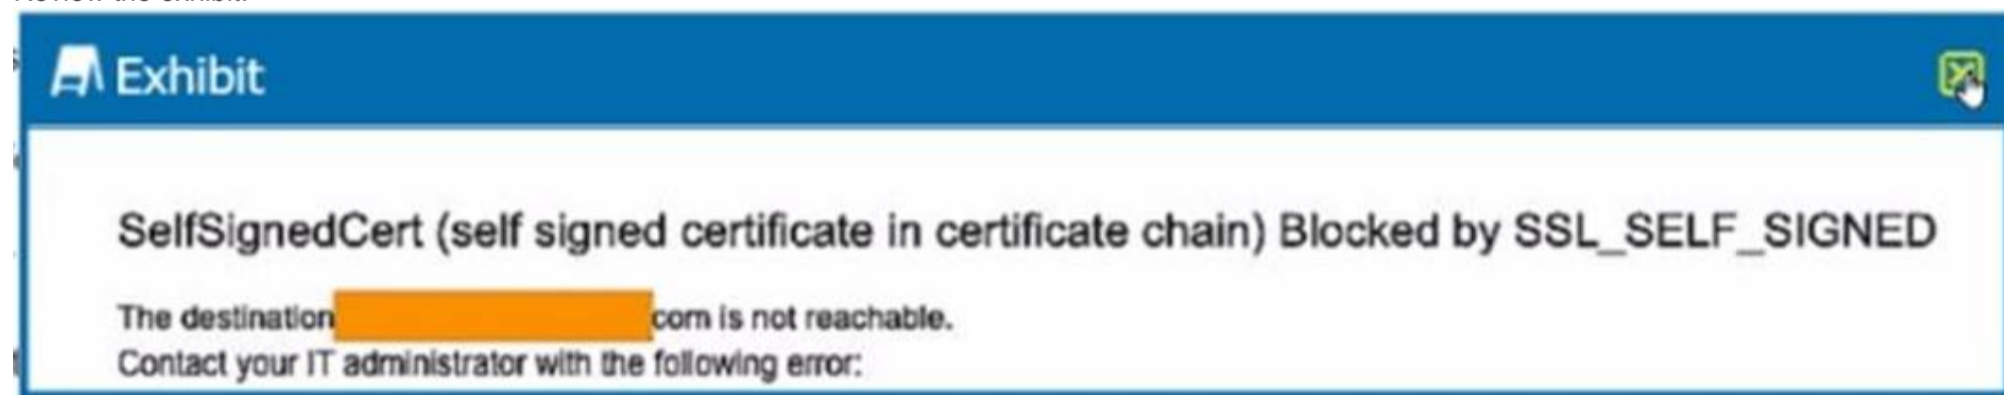 Exhibit
SelfSignedCert (self signed certificate in certificate chain) Blocked by SSL_SELF_SIGNED
The destination com is not reachable.
Contact your IT administrator with the following error: